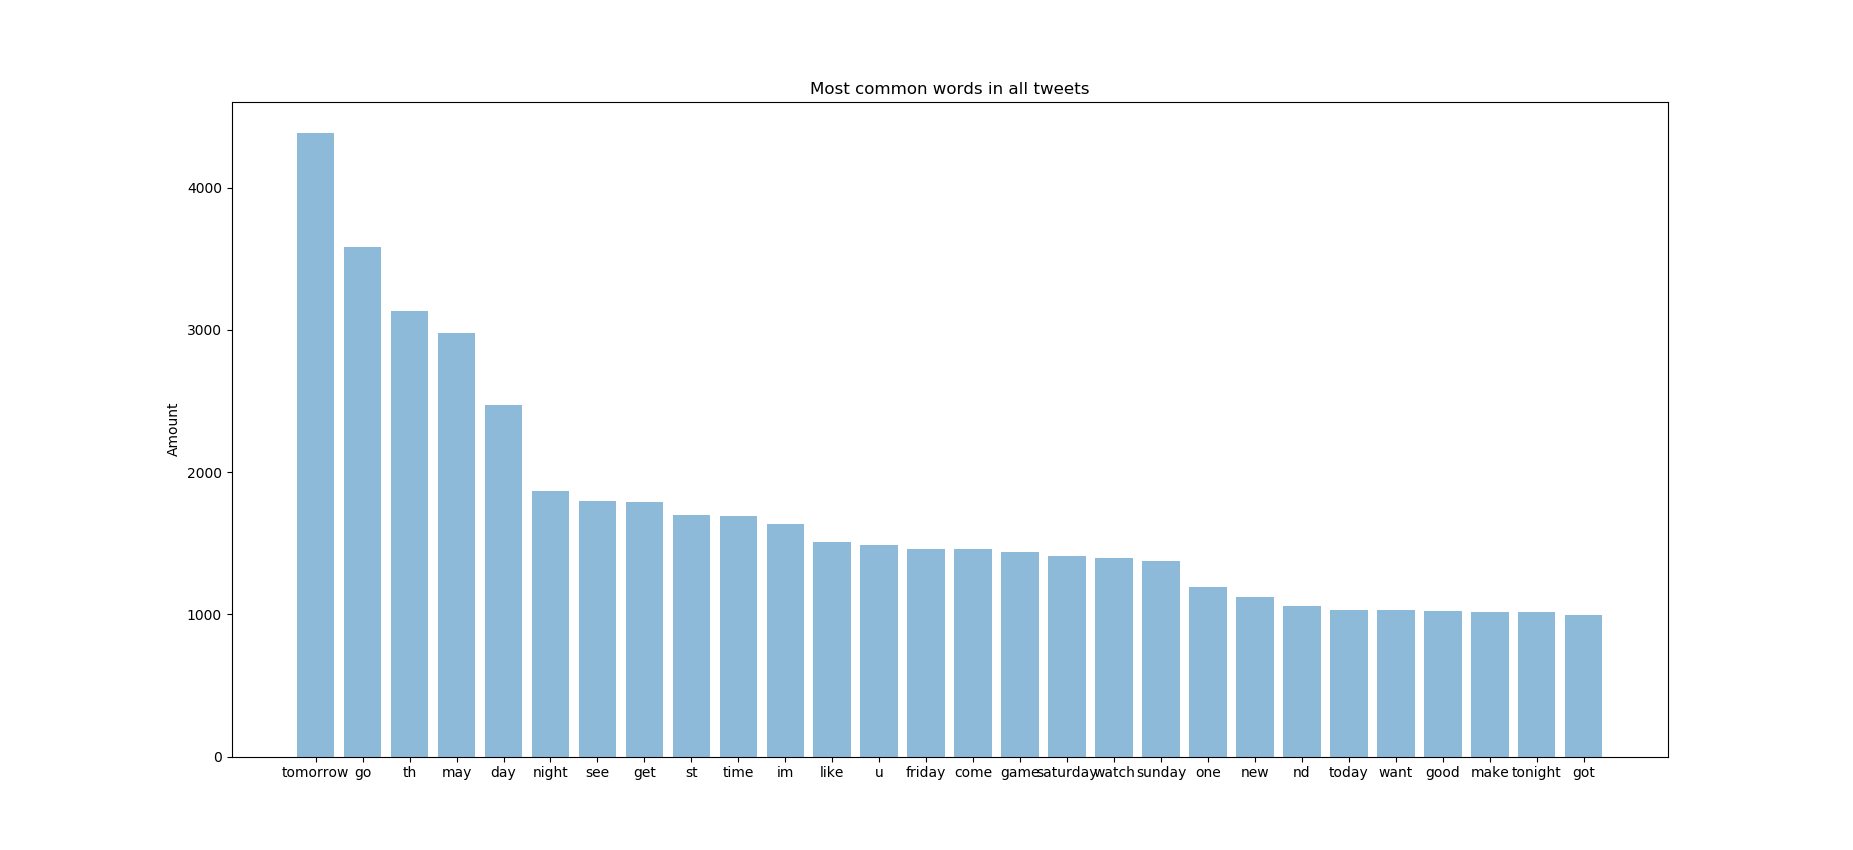 Most common words in all tweets
Amount
4000
3000
2000
1000
0
tomorrow go th may day night see get st time im like u friday come game saturday watch sunday one new nd today want good make tonight got